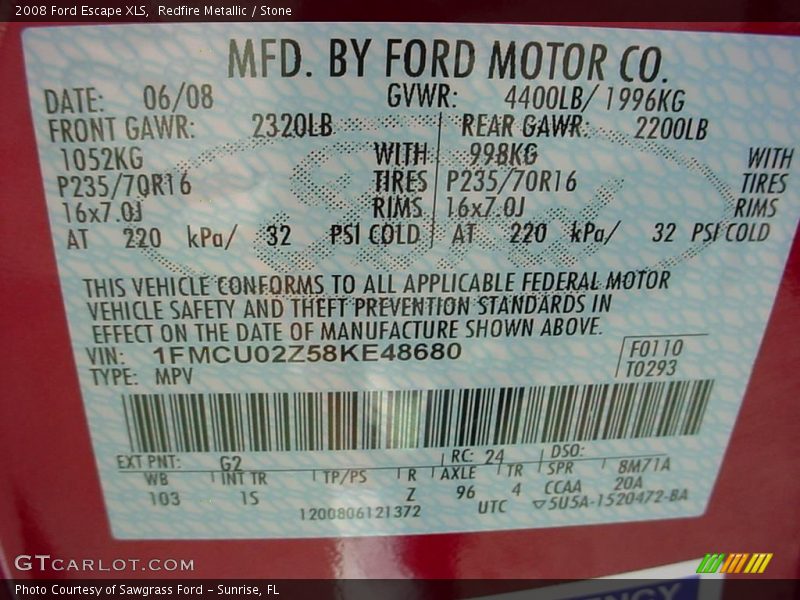 2008 Ford Escape XLS, Redfire Metallic / Stone
MFD. BY FORD MOTOR CO.
DATE: 06/08 GVWR: 4400LB/ 1996KG
FRONT GAWR: 2320LB REAR GAWR: 2200LB
1052KG WITH 998KG WITH
P235/70R16 TIRES P235/70R16 TIRES
16x7.0J RIMS 16x7.0J RIMS
AT 220 kPa/ 32 PSI COLD AT 220 kPa/ 32 PSI COLD
THIS VEHICLE CONFORMS TO ALL APPLICABLE FEDERAL MOTOR
VEHICLE SAFETY AND THEFT PREVENTION STANDARDS IN
EFFECT ON THE DATE OF MANUFACTURE SHOWN ABOVE.
VIN: 1FMCU02Z58KE48680 F0110
TYPE: MPV T0293
EXT PNT: G2 RC: 24 DSO:
WB INT TR TP/PS R AXLE TR SPR 8M71A
103 1S Z 96 4 CCAA 20A
1200806121372 UTC ▽5U5A-1520472-BA
GTCARLOT.COM
Photo Courtesy of Sawgrass Ford - Sunrise, FL